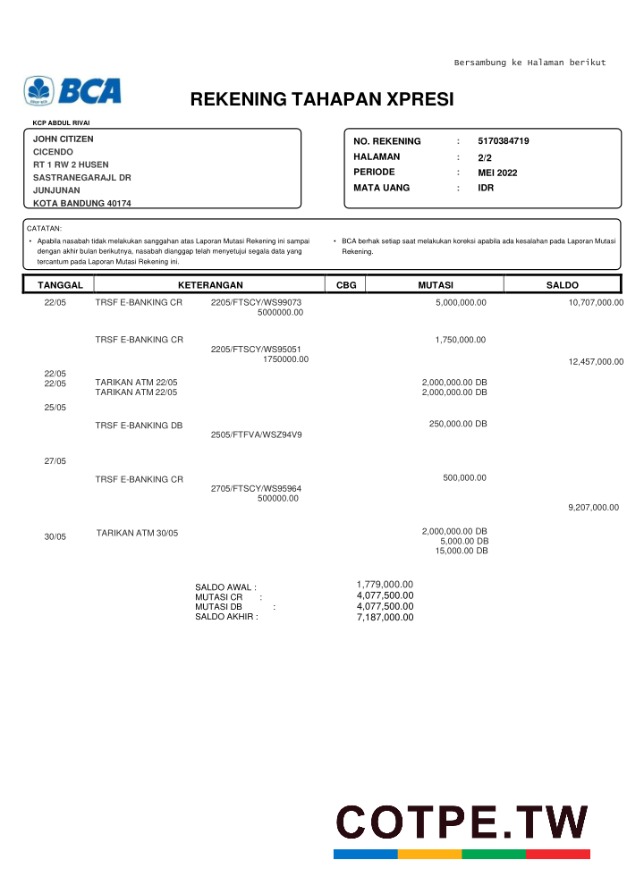 Bersambung ke Halaman berikut
BCA
REKENING TAHAPAN XPRESI
KCP ABDUL RIVAI
JOHN CITIZEN
CICENDO
RT 1 RW 2 HUSEN
SASTRANEGARAJL DR
JUNJUNAN
KOTA BANDUNG 40174
NO. REKENING : 5170384719
HALAMAN : 2/2
PERIODE : MEI 2022
MATA UANG : IDR
CATATAN:
• Apabila nasabah tidak melakukan sanggahan atas Laporan Mutasi Rekening ini sampai
dengan akhir bulan berikutnya, nasabah dianggap telah menyetujui segala data yang
tercantum pada Laporan Mutasi Rekening ini.
• BCA berhak setiap saat melakukan koreksi apabila ada kesalahan pada Laporan Mutasi
Rekening.
TANGGAL KETERANGAN CBG MUTASI SALDO
22/05 TRSF E-BANKING CR 2205/FTSCY/WS99073 5,000,000.00 10,707,000.00
5000000.00
TRSF E-BANKING CR 1,750,000.00
2205/FTSCY/WS95051
1750000.00 12,457,000.00
22/05
22/05 TARIKAN ATM 22/05 2,000,000.00 DB
TARIKAN ATM 22/05 2,000,000.00 DB
25/05
TRSF E-BANKING DB 250,000.00 DB
2505/FTFVA/WSZ94V9
27/05
TRSF E-BANKING CR 500,000.00
2705/FTSCY/WS95964
500000.00
9,207,000.00
30/05 TARIKAN ATM 30/05 2,000,000.00 DB
5,000.00 DB
15,000.00 DB
SALDO AWAL : 1,779,000.00
MUTASI CR : 4,077,500.00
MUTASI DB : 4,077,500.00
SALDO AKHIR : 7,187,000.00
COTPE.TW